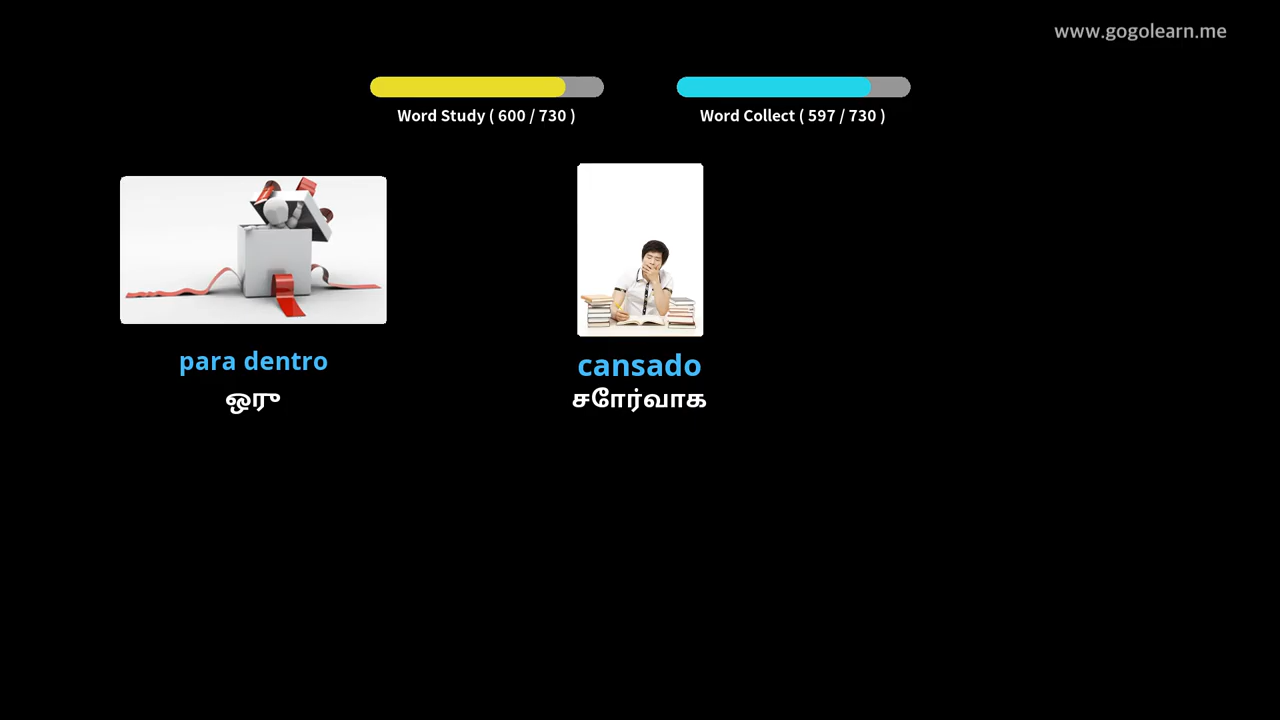 www.gogolearn.me
Word Study ( 600 / 730 )
Word Collect ( 597 / 730 )
para dentro
ஒரு
cansado
சோர்வாக